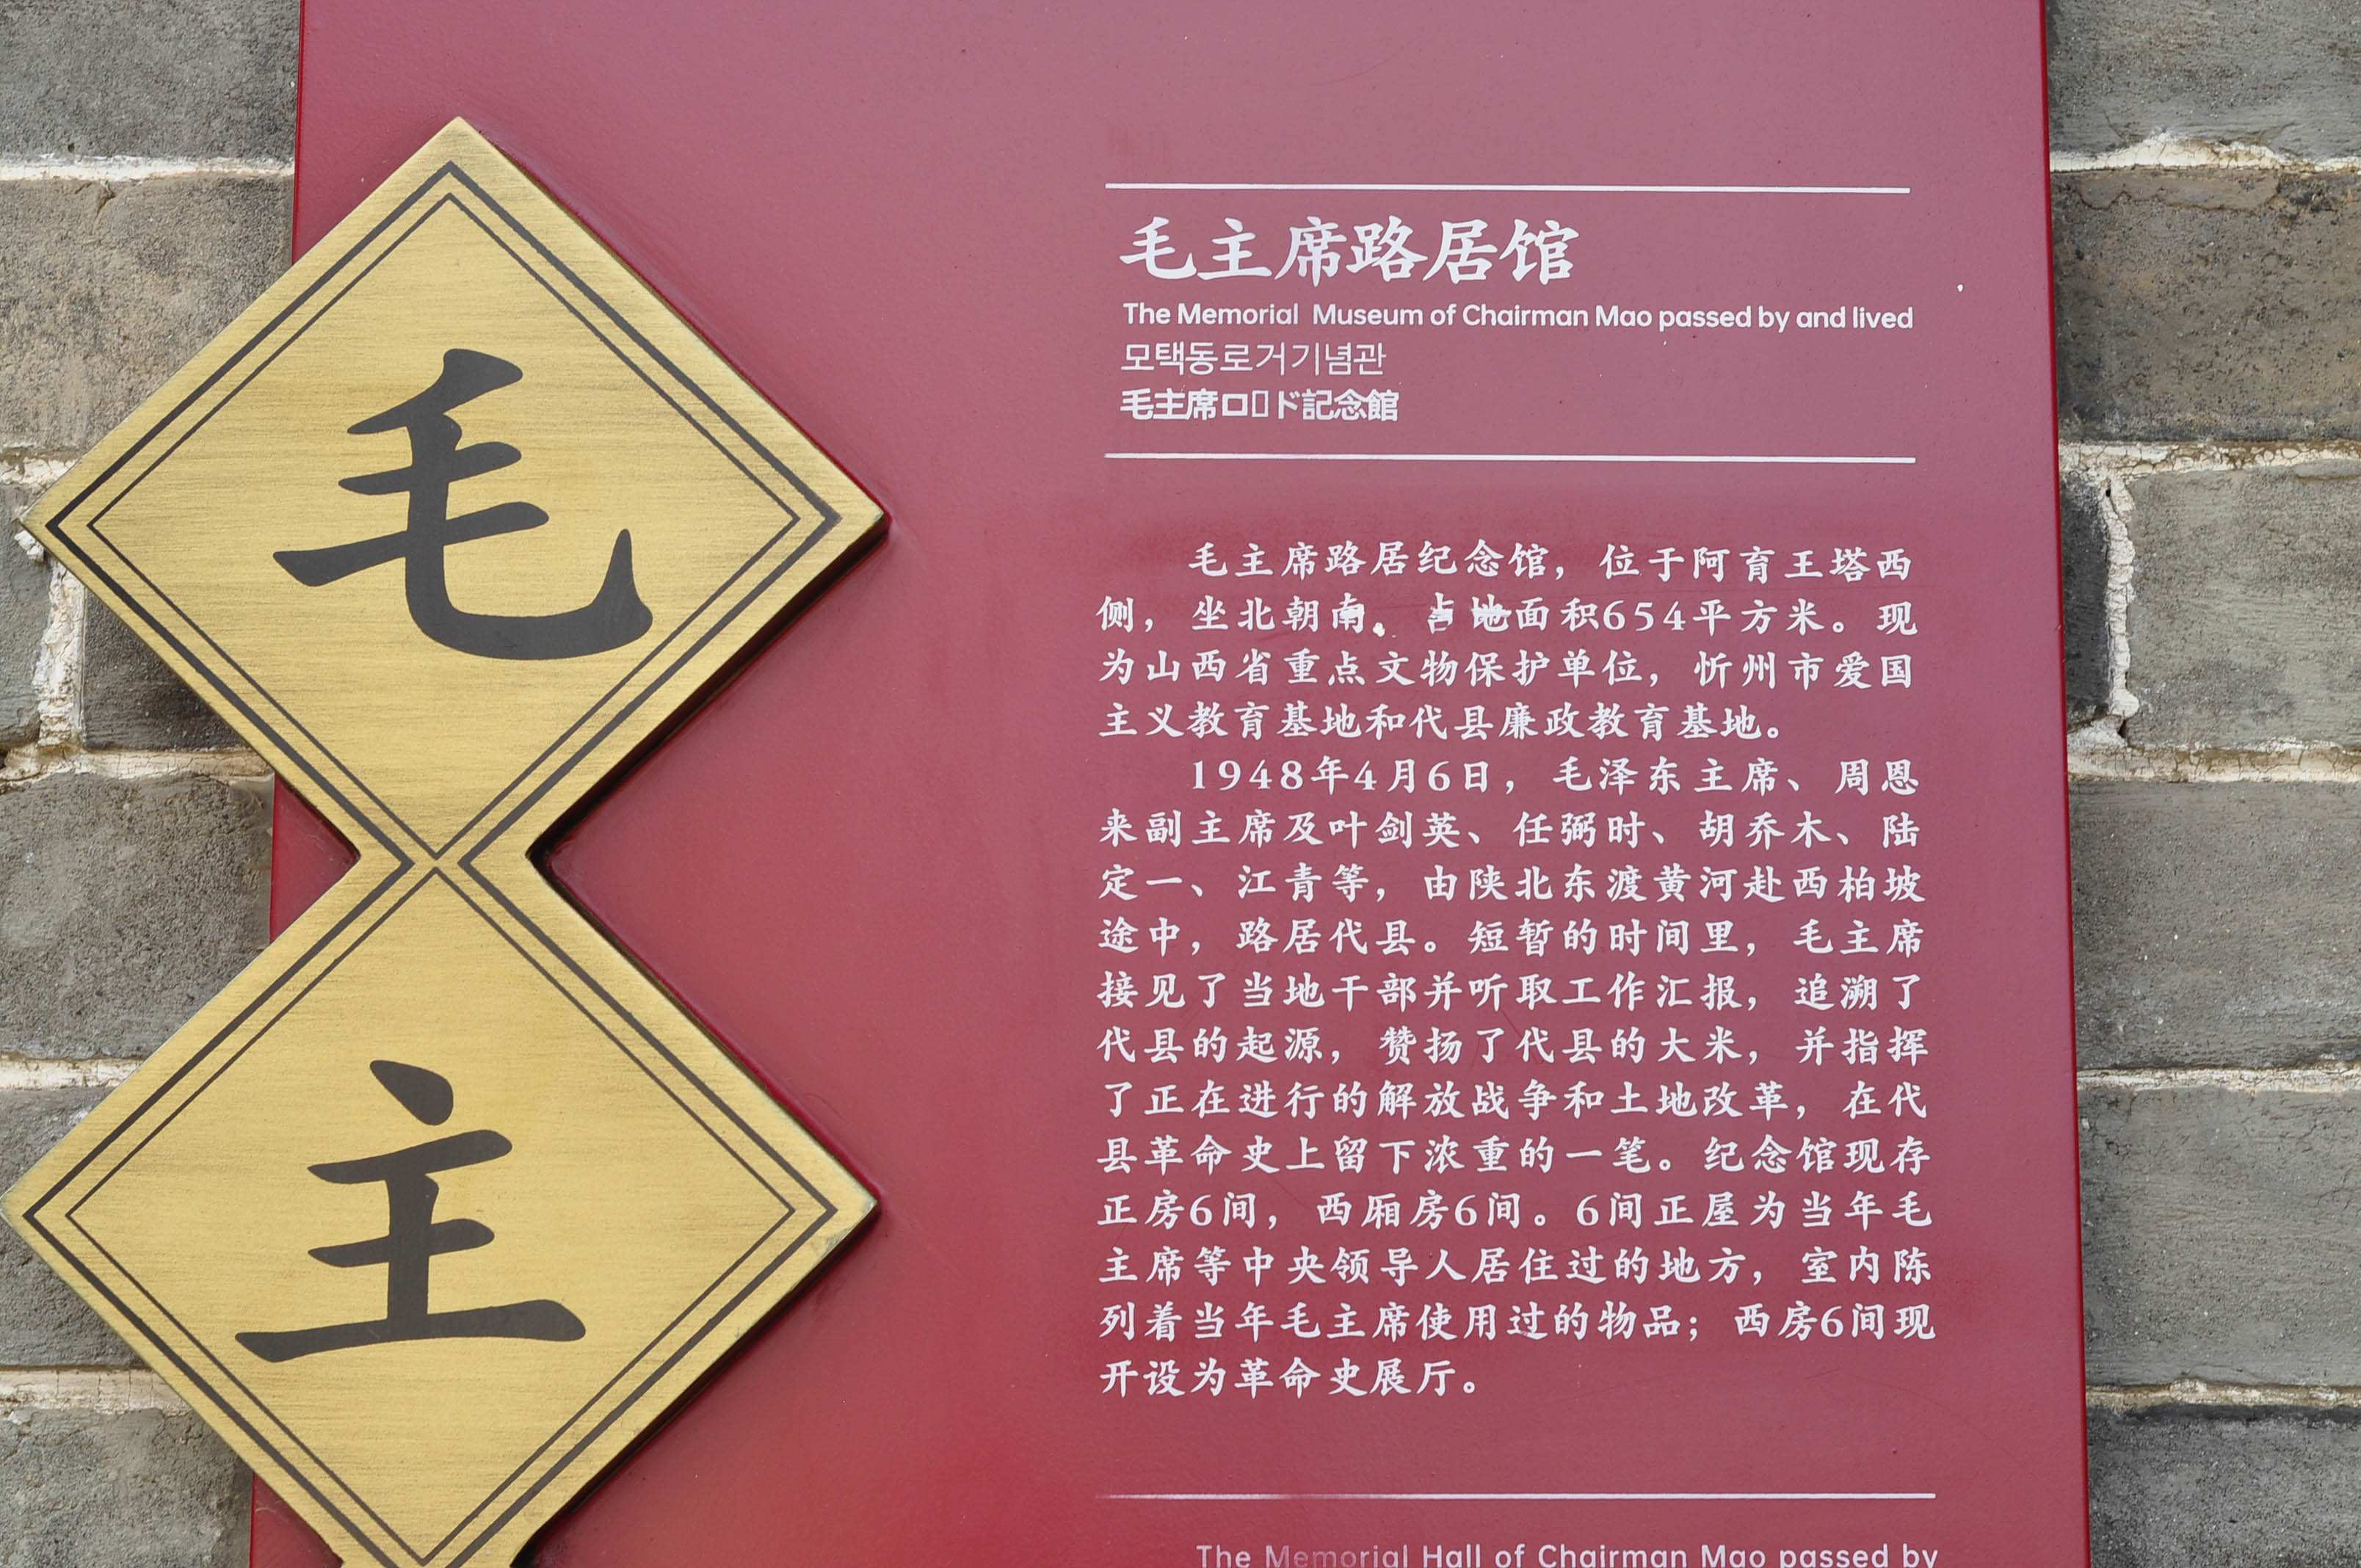 毛
主
毛主席路居馆
The Memorial Museum of Chairman Mao passed by and lived
모택동로거기념관
毛主席ロ▯ド記念館
毛主席路居纪念馆，位于阿育王塔西
侧，坐北朝南。占地面积654平方米。现
为山西省重点文物保护单位，忻州市爱国
主义教育基地和代县廉政教育基地。
1948年4月6日，毛泽东主席、周恩
来副主席及叶剑英、任弼时、胡乔木、陆
定一、江青等，由陕北东渡黄河赴西柏坡
途中，路居代县。短暂的时间里，毛主席
接见了当地干部并听取工作汇报，追溯了
代县的起源，赞扬了代县的大米，并指挥
了正在进行的解放战争和土地改革，在代
县革命史上留下浓重的一笔。纪念馆现存
正房6间，西厢房6间。6间正屋为当年毛
主席等中央领导人居住过的地方，室内陈
列着当年毛主席使用过的物品；西房6间现
开设为革命史展厅。
The Memorial Hall of Chairman Mao passed by